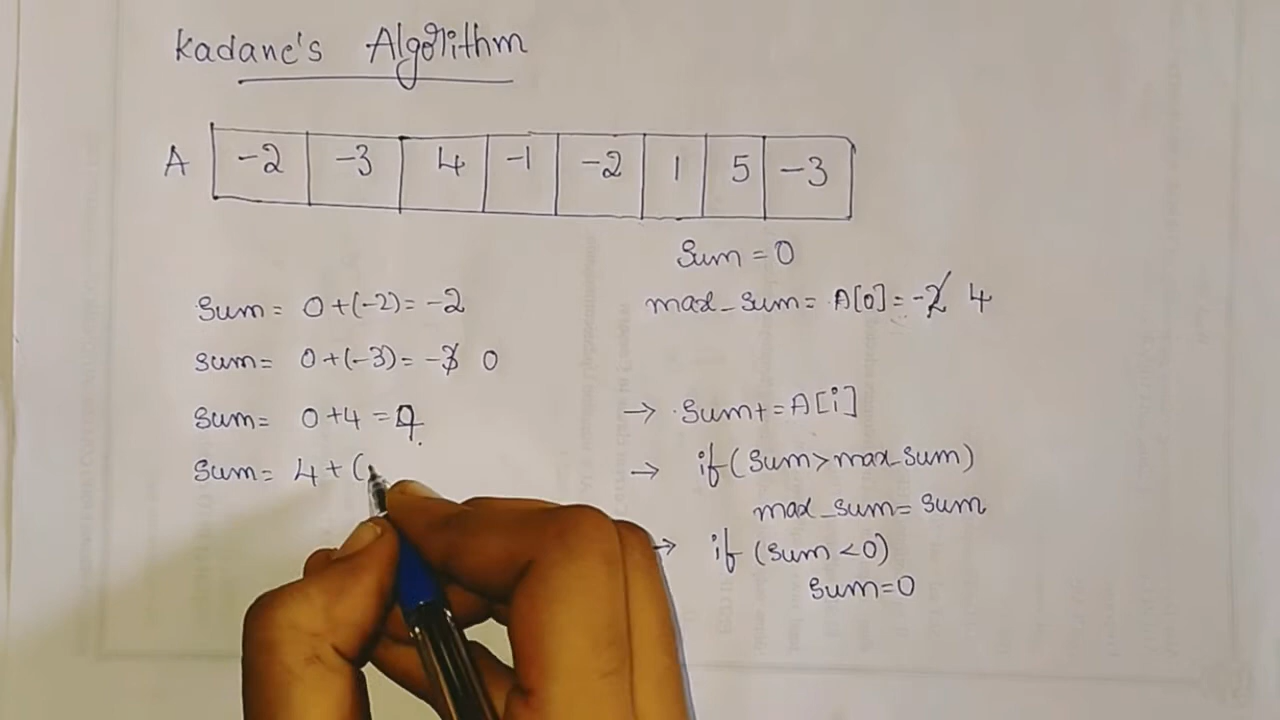 Kadane's Algorithm
A -2 -3 4 -1 -2 1 5 -3
Sum = 0
max_sum = A[0] = -2 4
Sum = 0+(-2) = -2
Sum = 0+(-3) = -3 0
Sum = 0+4 = 4
Sum = 4+(
→ Sum+= A[i]
→ if(Sum>max_sum)
max_sum = sum
→ if (sum <0)
sum=0